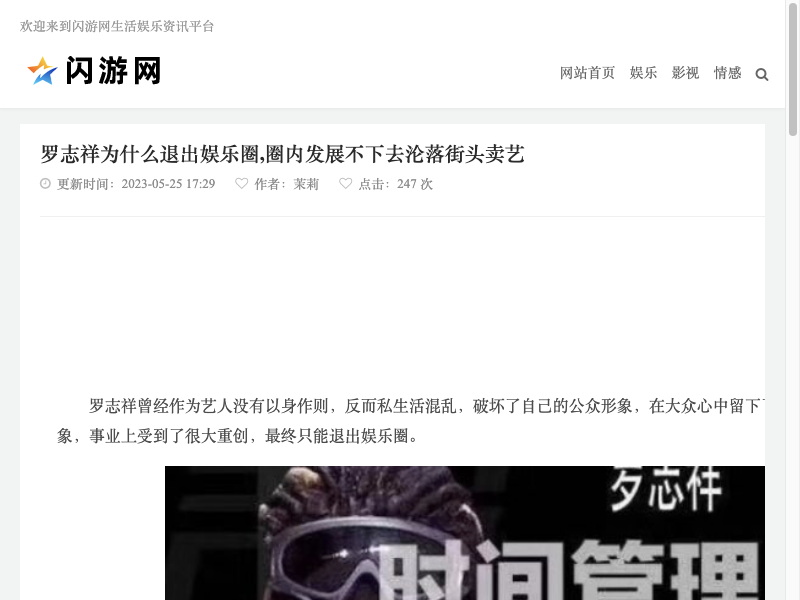 欢迎来到闪游网生活娱乐资讯平台
闪游网
网站首页 娱乐 影视 情感
罗志祥为什么退出娱乐圈,圈内发展不下去沦落街头卖艺
更新时间：2023-05-25 17:29 作者：茉莉 点击：247 次
罗志祥曾经作为艺人没有以身作则，反而私生活混乱，破坏了自己的公众形象，在大众心中留下
象，事业上受到了很大重创，最终只能退出娱乐圈。
罗志祥
时间管理